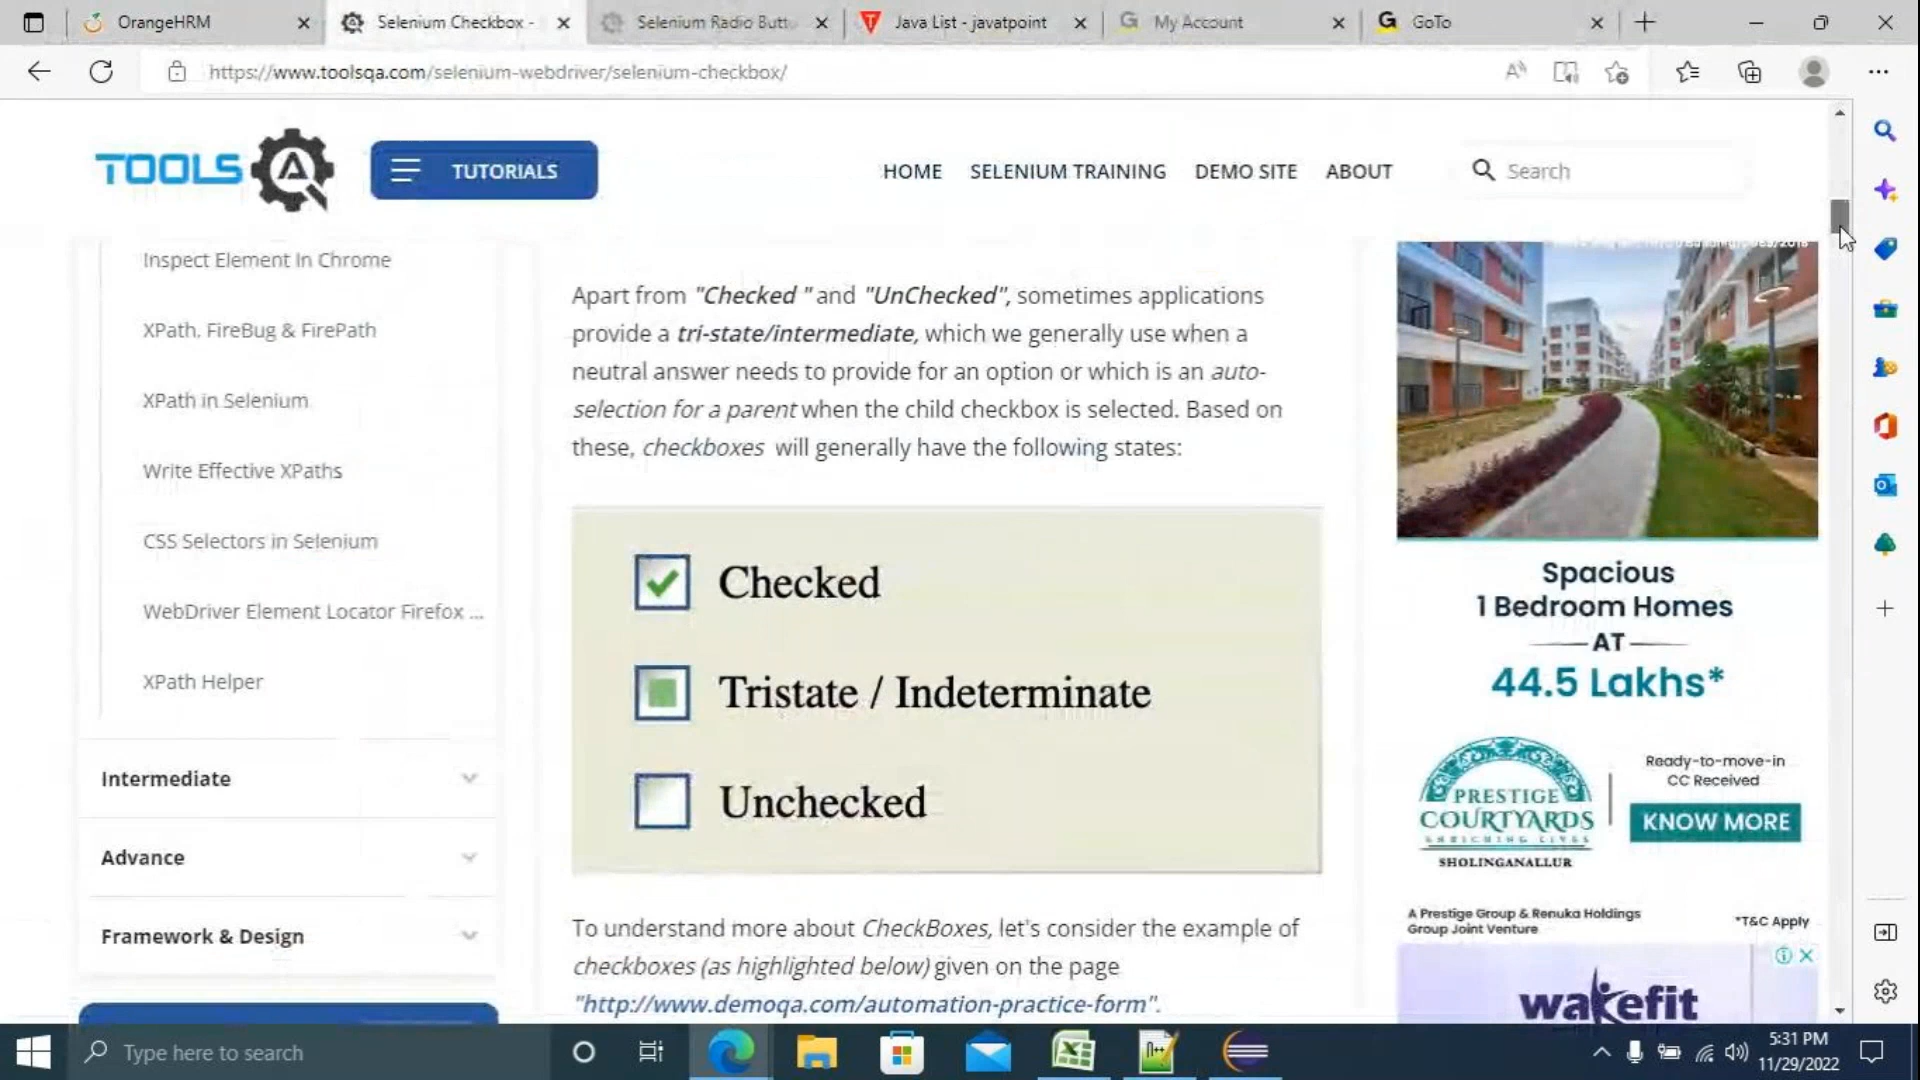 OrangeHRM
Selenium Checkbox -
Selenium Radio Butt
Java List - javatpoint
My Account
GoTo
https://www.toolsqa.com/selenium-webdriver/selenium-checkbox/
TOOLS QA
TUTORIALS
HOME
SELENIUM TRAINING
DEMO SITE
ABOUT
Search
Inspect Element In Chrome
XPath, FireBug & FirePath
XPath in Selenium
Write Effective XPaths
CSS Selectors in Selenium
WebDriver Element Locator Firefox ...
XPath Helper
Intermediate
Advance
Framework & Design
Apart from "Checked " and "UnChecked", sometimes applications
provide a tri-state/intermediate, which we generally use when a
neutral answer needs to provide for an option or which is an auto-
selection for a parent when the child checkbox is selected. Based on
these, checkboxes will generally have the following states:
Checked
Tristate / Indeterminate
Unchecked
To understand more about CheckBoxes, let's consider the example of
checkboxes (as highlighted below) given on the page
"http://www.demoqa.com/automation-practice-form".
Spacious
1 Bedroom Homes
AT
44.5 Lakhs*
PRESTIGE
COURTYARDS
ENRICHING LIVES
SHOLINGANALLUR
Ready-to-move-in
CC Received
KNOW MORE
A Prestige Group & Renuka Holdings
Group Joint Venture
*T&C Apply
wakefit
Type here to search
5:31 PM
11/29/2022